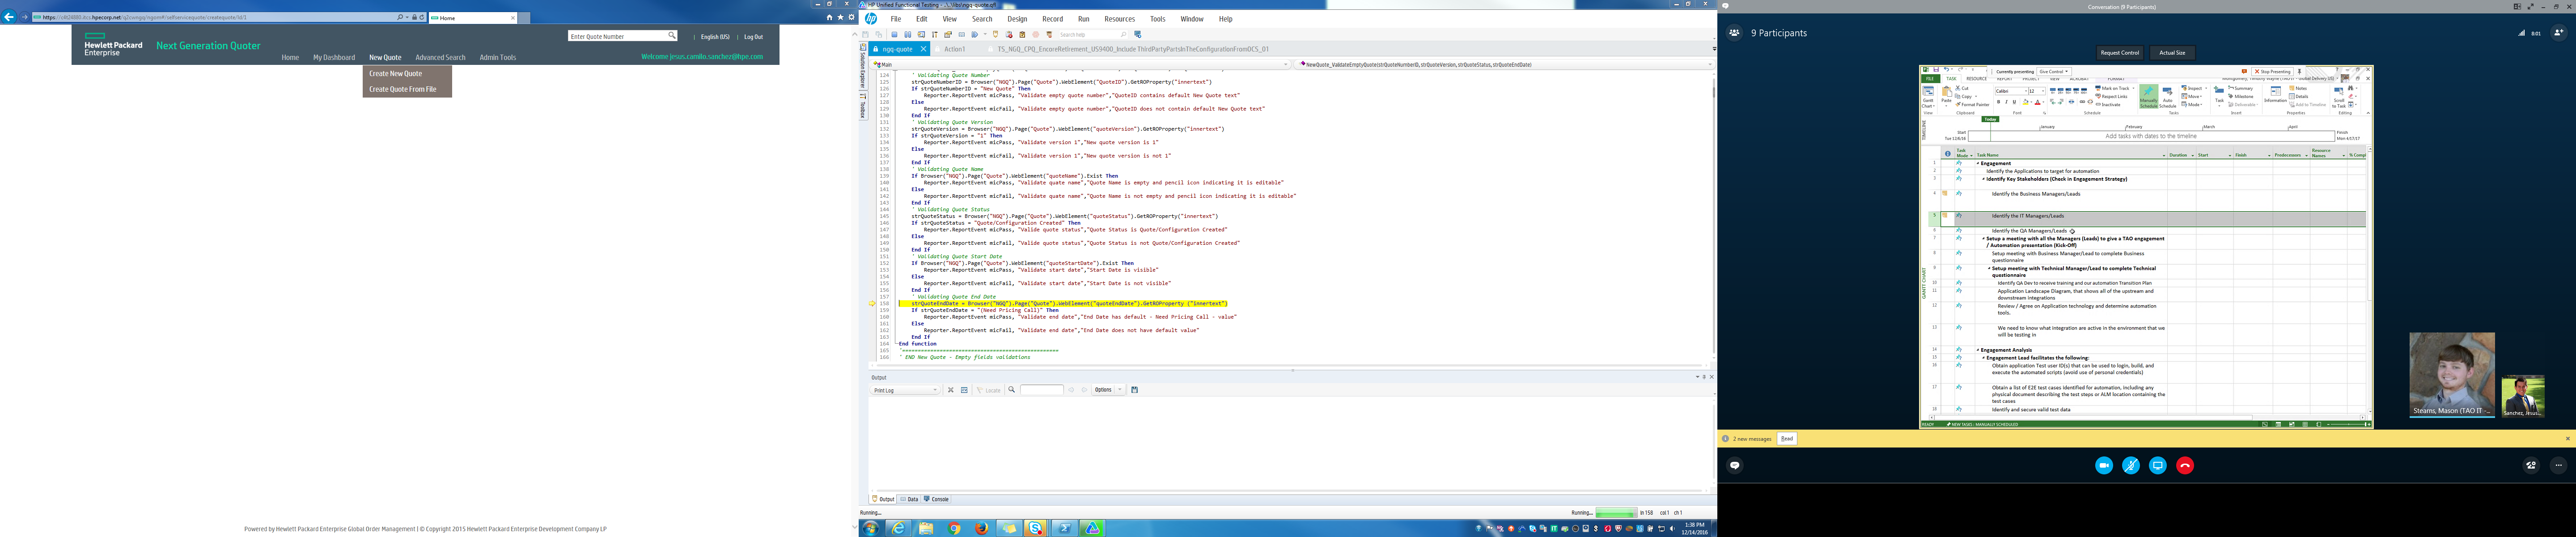 Home
Hewlett Packard
Enterprise
Next Generation Quoter
Enter Quote Number
English (US)
Log Out
Home
My Dashboard
New Quote
Advanced Search
Admin Tools
Welcome jesus.camilo.sanchez@hpe.com
Create New Quote
Create Quote From File
Powered by Hewlett Packard Enterprise Global Order Management | © Copyright 2015 Hewlett Packard Enterprise Development Company LP
File Edit View Search Design Record Run Resources Tools Window Help
Search help
ngq-quote
Action1
TS_NGQ_CPQ_EncoreRetirement_US9400_Include ThirdPartyPartsInTheConfigurationFromOCS_01
Main
NewQuote_ValidateEmptyQuote(strQuoteNumberID, strQuoteVersion, strQuoteStatus, strQuoteEndDate)
Solution Explorer
Toolbox
124 ' Validating Quote Number
125 strQuoteNumberID = Browser("NGQ").Page("Quote").WebElement("QuoteID").GetROProperty("innertext")
126 If strQuoteNumberID = "New Quote" Then
127 Reporter.ReportEvent micPass, "Validate empty quote number","QuoteID contains default New Quote text"
128 Else
129 Reporter.ReportEvent micFail, "Validate empty quote number","QuoteID does not contain default New Quote text"
130 End If
131 ' Validating Quote Version
132 strQuoteVersion = Browser("NGQ").Page("Quote").WebElement("quoteVersion").GetROProperty("innertext")
133 If strQuoteVersion = "1" Then
134 Reporter.ReportEvent micPass, "Validate version 1","New quote version is 1"
135 Else
136 Reporter.ReportEvent micFail, "Validate version 1","New quote version is not 1"
137 End If
138 ' Validating Quote Name
139 If Browser("NGQ").Page("Quote").WebElement("quoteName").Exist Then
140 Reporter.ReportEvent micPass, "Validate quate name","Quote Name is empty and pencil icon indicating it is editable"
141 Else
142 Reporter.ReportEvent micFail, "Validate quate name","Quote Name is not empty and pencil icon indicating it is editable"
143 End If
144 ' Validating Quote Status
145 strQuoteStatus = Browser("NGQ").Page("Quote").WebElement("quoteStatus").GetROProperty("innertext")
146 If strQuoteStatus = "Quote/Configuration Created" Then
147 Reporter.ReportEvent micPass, "Valide quote status","Quote Status is Quote/Configuration Created"
148 Else
149 Reporter.ReportEvent micFail, "Valide quote status","Quote Status is not Quote/Configuration Created"
150 End If
151 ' Validating Quote Start Date
152 If Browser("NGQ").Page("Quote").WebElement("quoteStartDate").Exist Then
153 Reporter.ReportEvent micPass, "Validate start date","Start Date is visible"
155 Else
155 Reporter.ReportEvent micFail, "Validate start date","Start Date is not visible"
156 End If
157 ' Validating Quote End Date
158 strQuoteEndDate = Browser("NGQ").Page("Quote").WebElement("quoteEndDate").GetROProperty ("innertext")
159 If strQuoteEndDate = "(Need Pricing Call)" Then
160 Reporter.ReportEvent micPass, "Validate end date","End Date has default - Need Pricing Call - value"
161 Else
162 Reporter.ReportEvent micFail, "Validate end date","End Date does not have default value"
163 End If
164 End function
165 '==================================================
166 ' END New Quote - Empty fields validations
Output
Print Log
Locate
Options
Output Data Console
Running...
Running... ln 158 col 1 ch 1
1:38 PM
12/14/2016
Conversation (9 Participants)
9 Participants
8:01
Request Control
Actual Size
Currently presenting
Give Control
Stop Presenting
FILE TASK RESOURCE REPORT PROJECT VIEW ACROBAT FORMAT
Gantt Chart
Paste
Cut
Copy
Format Painter
Calibri 12
Mark on Track
Respect Links
Inactivate
Manually Schedule
Auto Schedule
Inspect
Move
Mode
Task
Summary
Milestone
Deliverable
Information
Notes
Details
Add to Timeline
Scroll to Task
View Clipboard Font Schedule Tasks Insert Properties Editing
Today
January February March April
Start
Tue 12/6/16
Add tasks with dates to the timeline
Finish
Mon 4/17/17
TIMELINE
Task Mode Task Name Duration Start Finish Predecessors Resource Names % Compl
GANTT CHART
1 Engagement
2 Identify the Applications to target for automation
3 Identify Key Stakeholders (Check in Engagement Strategy)
4 Identify the Business Managers/Leads
5 Identify the IT Managers/Leads
6 Identify the QA Managers/Leads
7 Setup a meeting with all the Managers (Leads) to give a TAO engagement
/ Automation presentation (Kick-Off)
8 Setup meeting with Business Manager/Lead to complete Business
questionnaire
9 Setup meeting with Technical Manager/Lead to complete Technical
questionnaire
10 Identify QA Dev to receive training and our automation Transition Plan
11 Application Landscape Diagram, that shows all of the upstream and
downstream integrations
12 Review / Agree on Application technology and determine automation
tools.
13 We need to know what integration are active in the environment that we
will be testing in
14 Engagement Analysis
15 Engagement Lead facilitates the following:
16 Obtain application Test user ID(s) that can be used to login, build, and
execute the automated scripts (avoid use of personal credentials)
17 Obtain a list of E2E test cases identified for automation, including any
physical document describing the test steps or ALM location containing the
test cases
18 Identify and secure valid test data
READY NEW TASKS : MANUALLY SCHEDULED
Stearns, Mason (TAO IT -...
Sanchez, Jesus...
2 new messages
Read